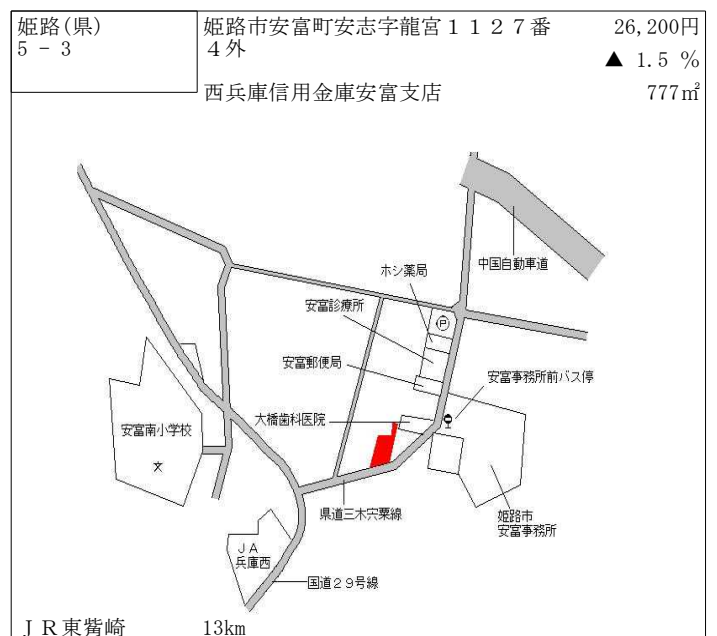 姫路(県)
5 - 3
姫路市安富町安志字龍宮１１２７番
４外
26,200円
▲ 1.5 %
西兵庫信用金庫安富支店
777㎡
中国自動車道
ホシ薬局
安富診療所
P
安富郵便局
安富事務所前バス停
大橋歯科医院
安富南小学校
文
県道三木宍粟線
姫路市
安富事務所
ＪＡ
兵庫西
国道２９号線
ＪＲ東觜崎
13km